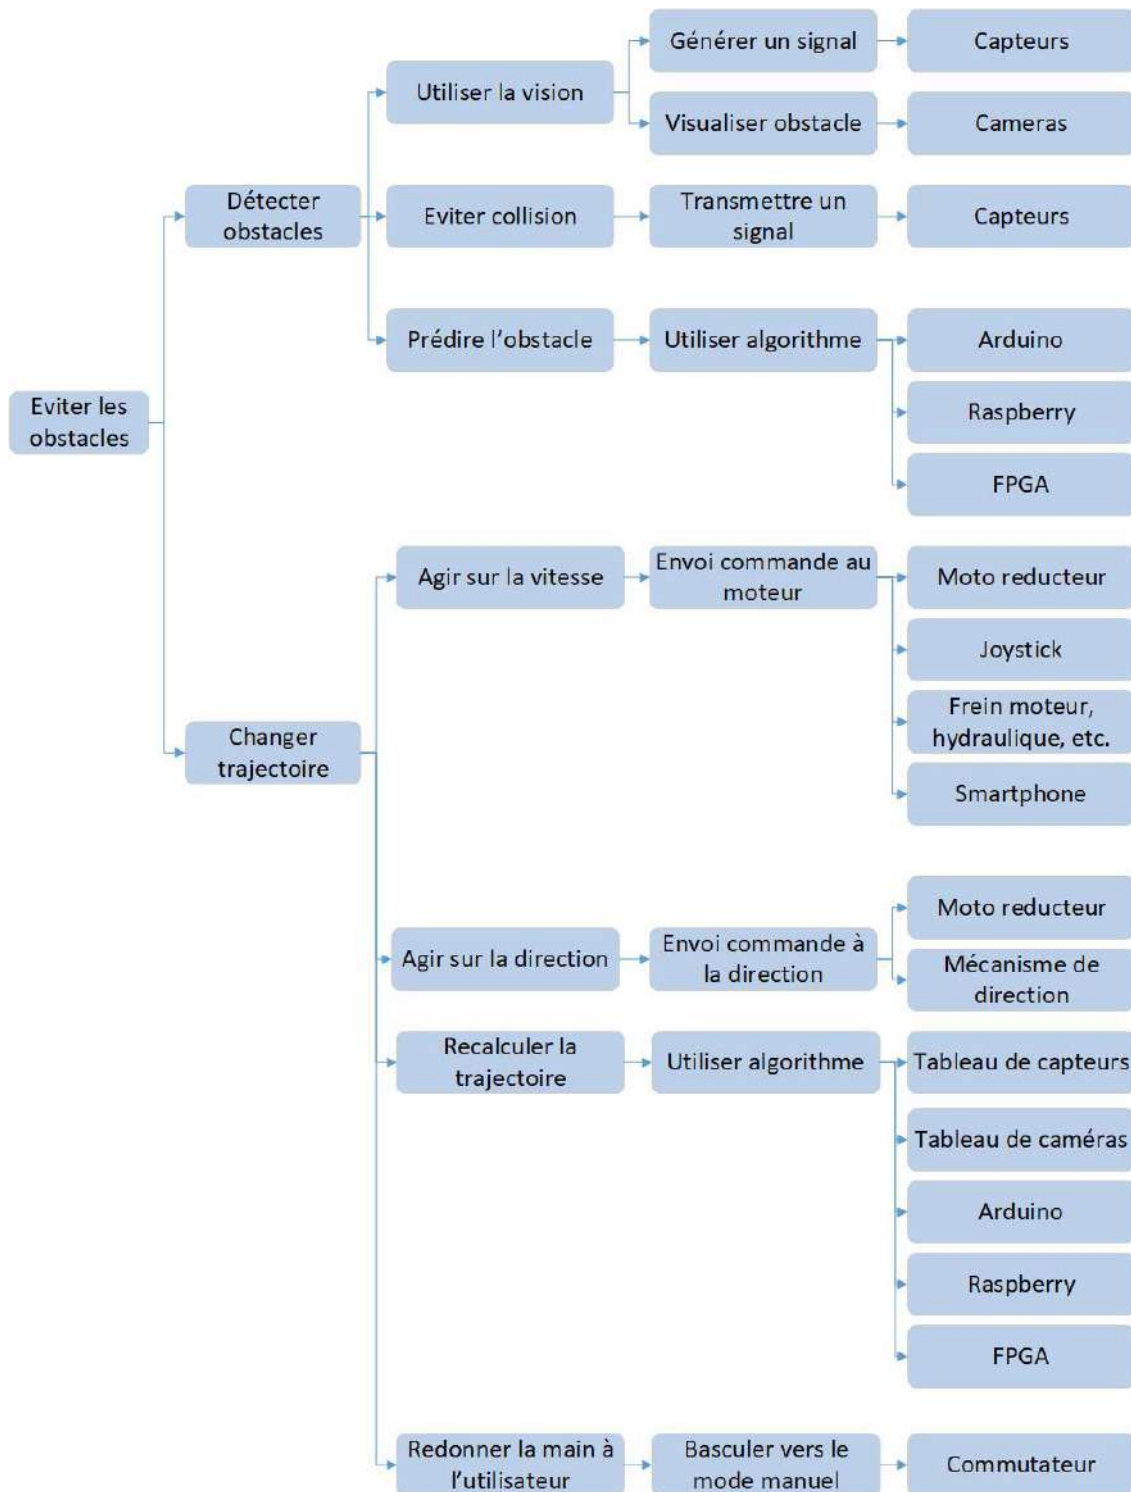 Générer un signal
Capteurs
Utiliser la vision
Visualiser obstacle
Cameras
Détecter
obstacles
Eviter collision
Transmettre un
signal
Capteurs
Prédire l'obstacle
Utiliser algorithme
Arduino
Raspberry
FPGA
Eviter les
obstacles
Agir sur la vitesse
Envoi commande au
moteur
Moto reducteur
Joystick
Frein moteur,
hydraulique, etc.
Smartphone
Changer
trajectoire
Agir sur la direction
Envoi commande à
la direction
Moto reducteur
Mécanisme de
direction
Recalculer la
trajectoire
Utiliser algorithme
Tableau de capteurs
Tableau de caméras
Arduino
Raspberry
FPGA
Redonner la main à
l'utilisateur
Basculer vers le
mode manuel
Commutateur